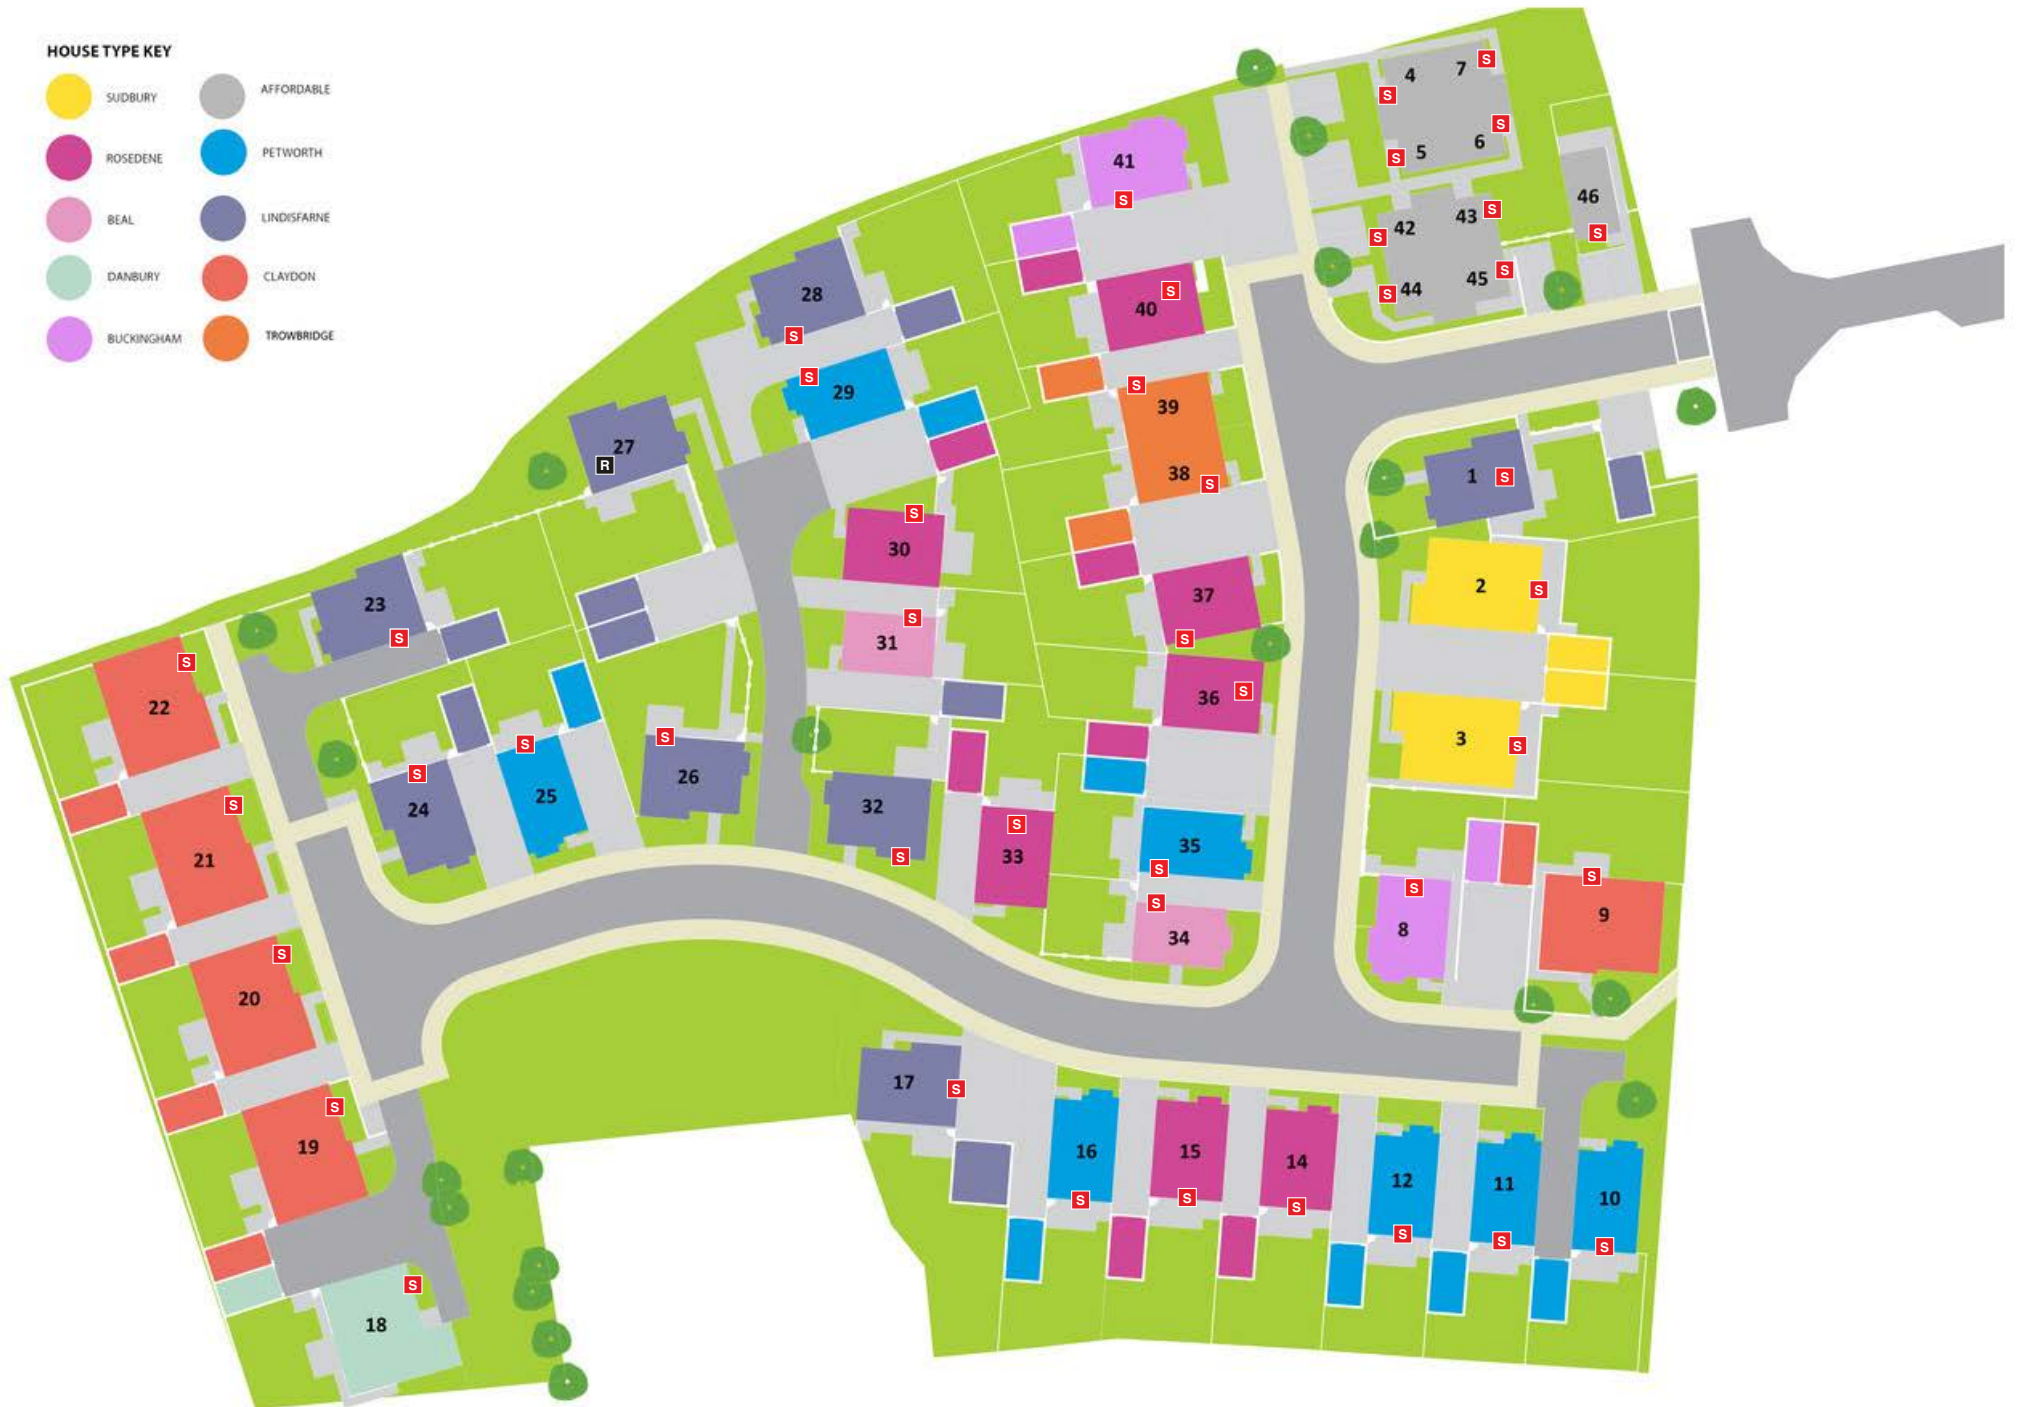 HOUSE TYPE KEY
SUDBURY
AFFORDABLE
ROSEDENE
PETWORTH
BEAL
LINDISFARNE
DANBURY
CLAYDON
BUCKINGHAM
TROWBRIDGE
4
7 S
S
S
6
S 5
41
S
46
S
43 S
42
S
45 S
S 44
28
S
40 S
S
29
S
39
38
S
27
R
1 S
S
30
2 S
37
S
S
31
23
S
22 S
36 S
3 S
S
26
S
25
S
24
32
S
S
33
35
S
S
34
S
8
S
9
S
21
S
20
17 S
S
19
16
S
15
S
14
S
12
S
11
S
10
S
S
18